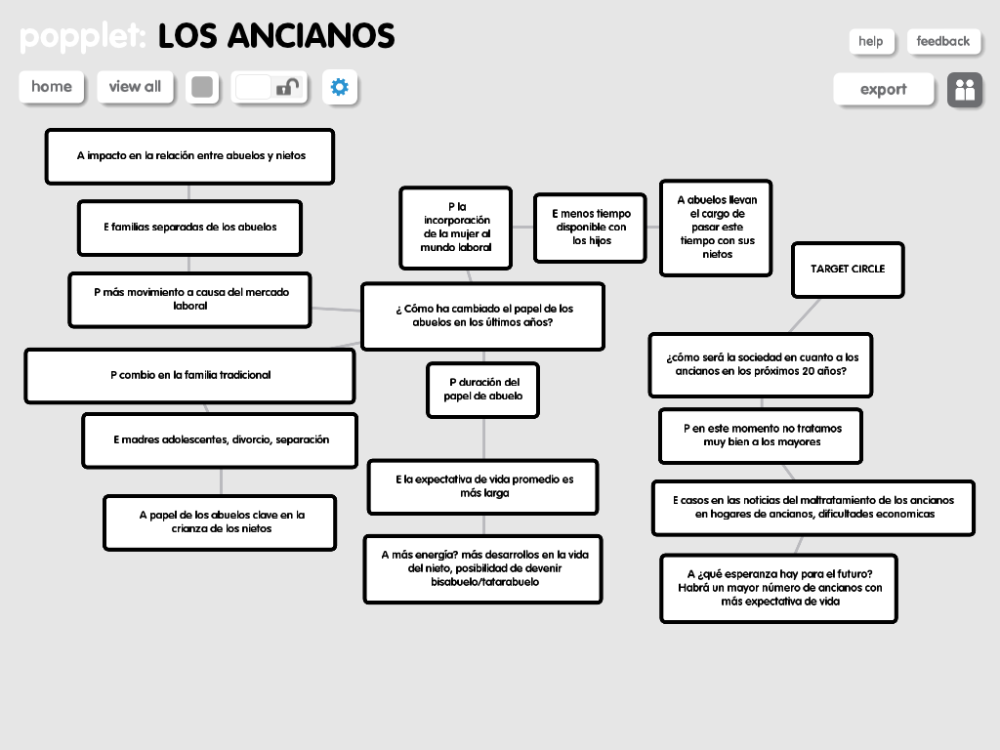 popplet: LOS ANCIANOS
help
feedback
home
view all
export
A impacto en la relación entre abuelos y nietos
E familias separadas de los abuelos
P más movimiento a causa del mercado
laboral
P combio en la familia tradicional
E madres adolescentes, divorcio, separación
A papel de los abuelos clave en la
crianza de los nietos
P la
incorporación
de la mujer al
mundo laboral
E menos tiempo
disponible con
los hijos
A abuelos llevan
el cargo de
pasar este
tiempo con sus
nietos
¿ Cómo ha cambiado el papel de los
abuelos en los últimos años?
P duración del
papel de abuelo
E la expectativa de vida promedio es
más larga
A más energía? más desarrollos en la vida
del nieto, posibilidad de devenir
bisabuelo/tatarabuelo
TARGET CIRCLE
¿cómo será la sociedad en cuanto a los
ancianos en los próximos 20 años?
P en este momento no tratamos
muy bien a los mayores
E casos en las noticias del maltratamiento de los ancianos
en hogares de ancianos, dificultades economicas
A ¿qué esperanza hay para el futuro?
Habrá un mayor número de ancianos con
más expectativa de vida